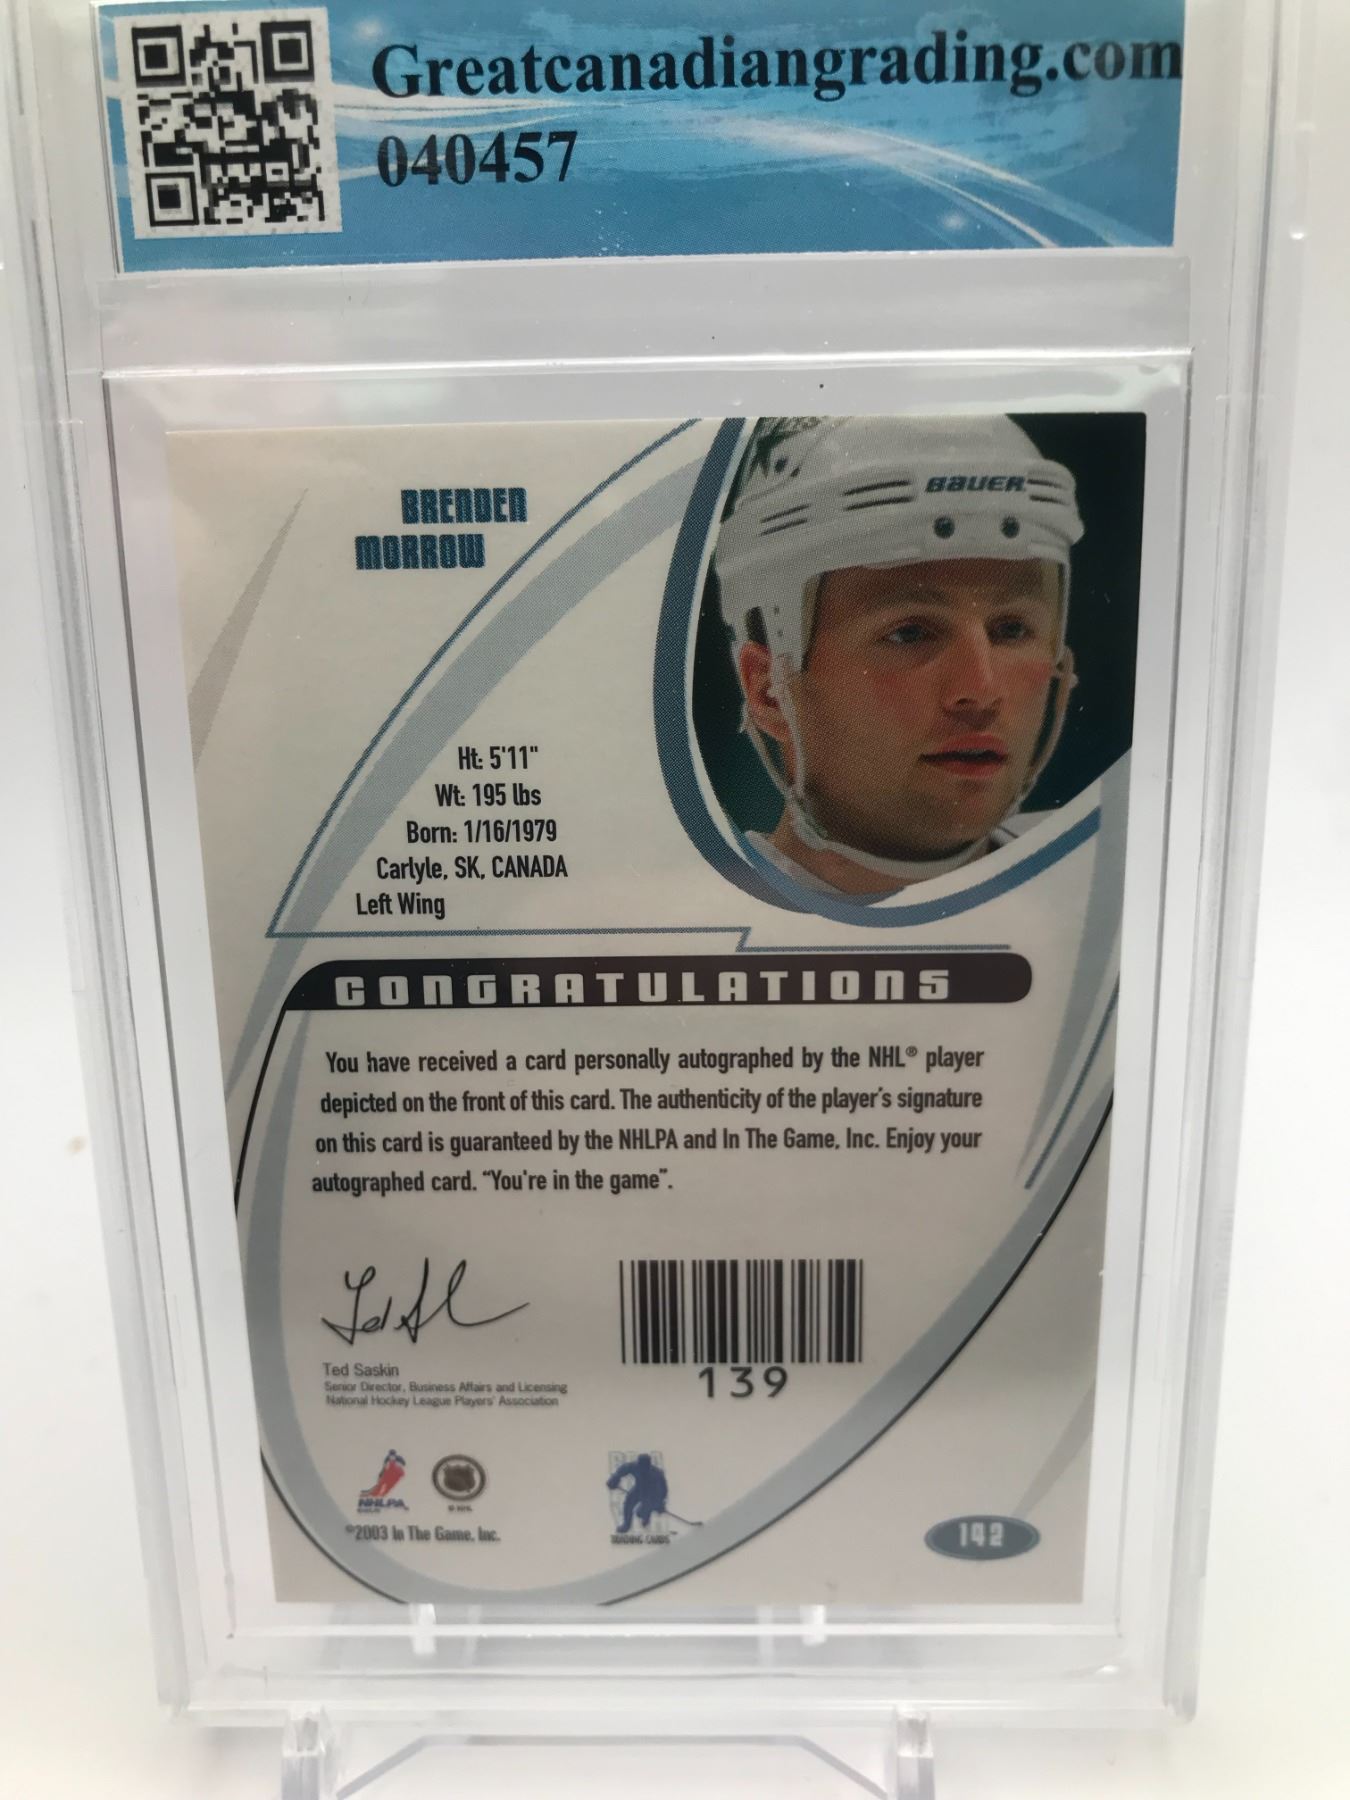 Greatcanadiangrading.com
040457
BAUER
BRENDEN
MORROW
Ht: 5'11"
Wt: 195 lbs
Born: 1/16/1979
Carlyle, SK, CANADA
Left Wing
CONGRATULATIONS
You have received a card personally autographed by the NHL® player
depicted on the front of this card. The authenticity of the player's signature
on this card is guaranteed by the NHLPA and In The Game, Inc. Enjoy your
autographed card. “You're in the game”.
139
Ted Saskin
Senior Director, Business Affairs and Licensing
National Hockey League Players' Association
NHLPA
©2003 In The Game, Inc.
TRADING CARDS™
142